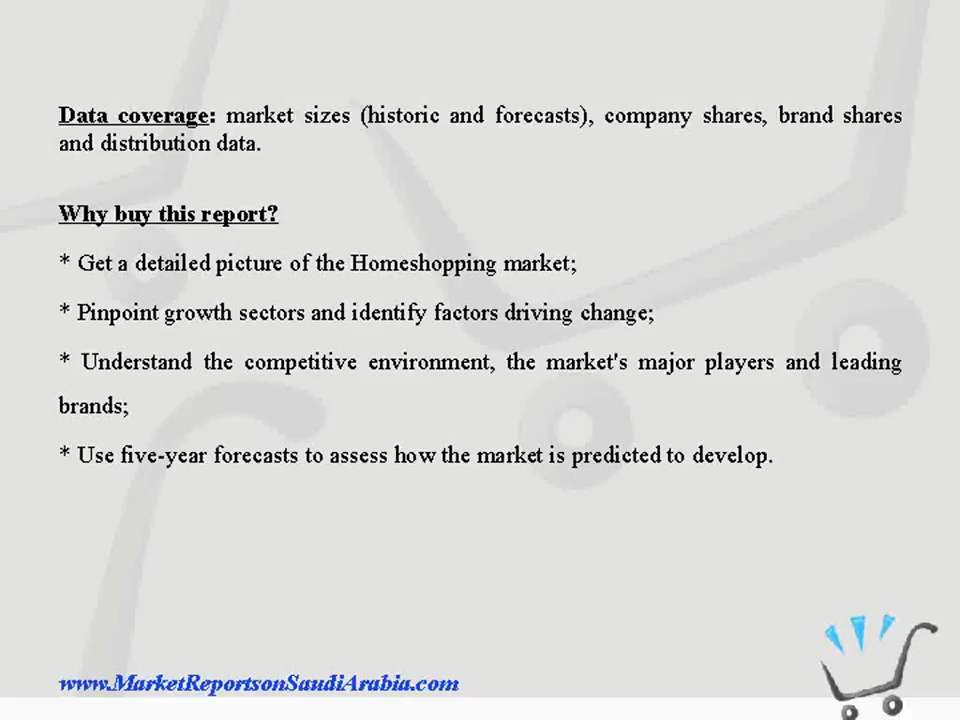 Data coverage: market sizes (historic and forecasts), company shares, brand shares
and distribution data.
Why buy this report?
* Get a detailed picture of the Homeshopping market;
* Pinpoint growth sectors and identify factors driving change;
* Understand the competitive environment, the market's major players and leading
brands;
* Use five-year forecasts to assess how the market is predicted to develop.
www.MarketReportsonSaudiArabia.com